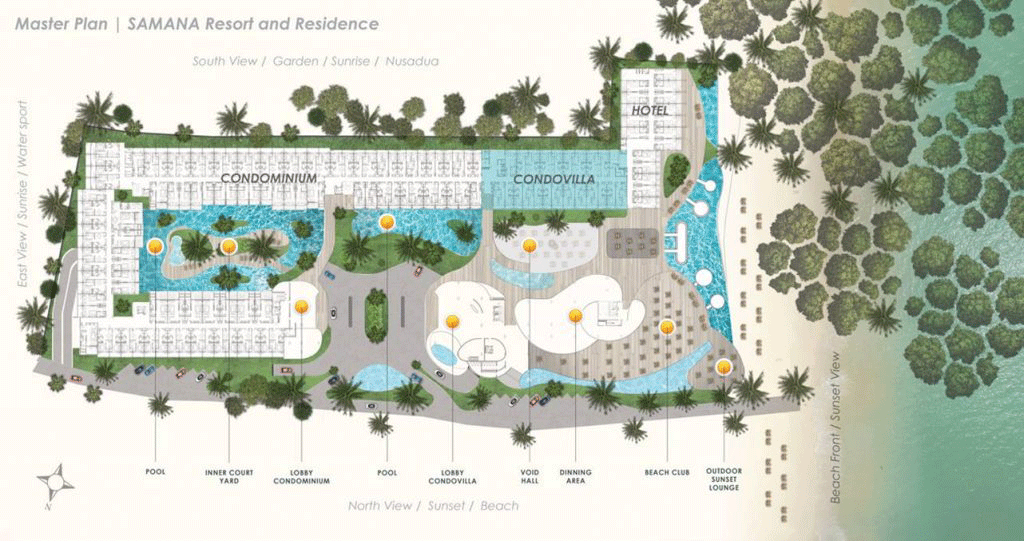 Master Plan | SAMANA Resort and Residence
South View / Garden / Sunrise / Nusadua
East View / Sunrise / Water sport
HOTEL
CONDOMINIUM
CONDOVILLA
Beach Front / Sunset View
POOL
INNER COURT
YARD
LOBBY
CONDOMINIUM
POOL
LOBBY
CONDOVILLA
VOID
HALL
DINNING
AREA
BEACH CLUB
OUTDOOR
SUNSET
LOUNGE
N
North View / Sunset / Beach